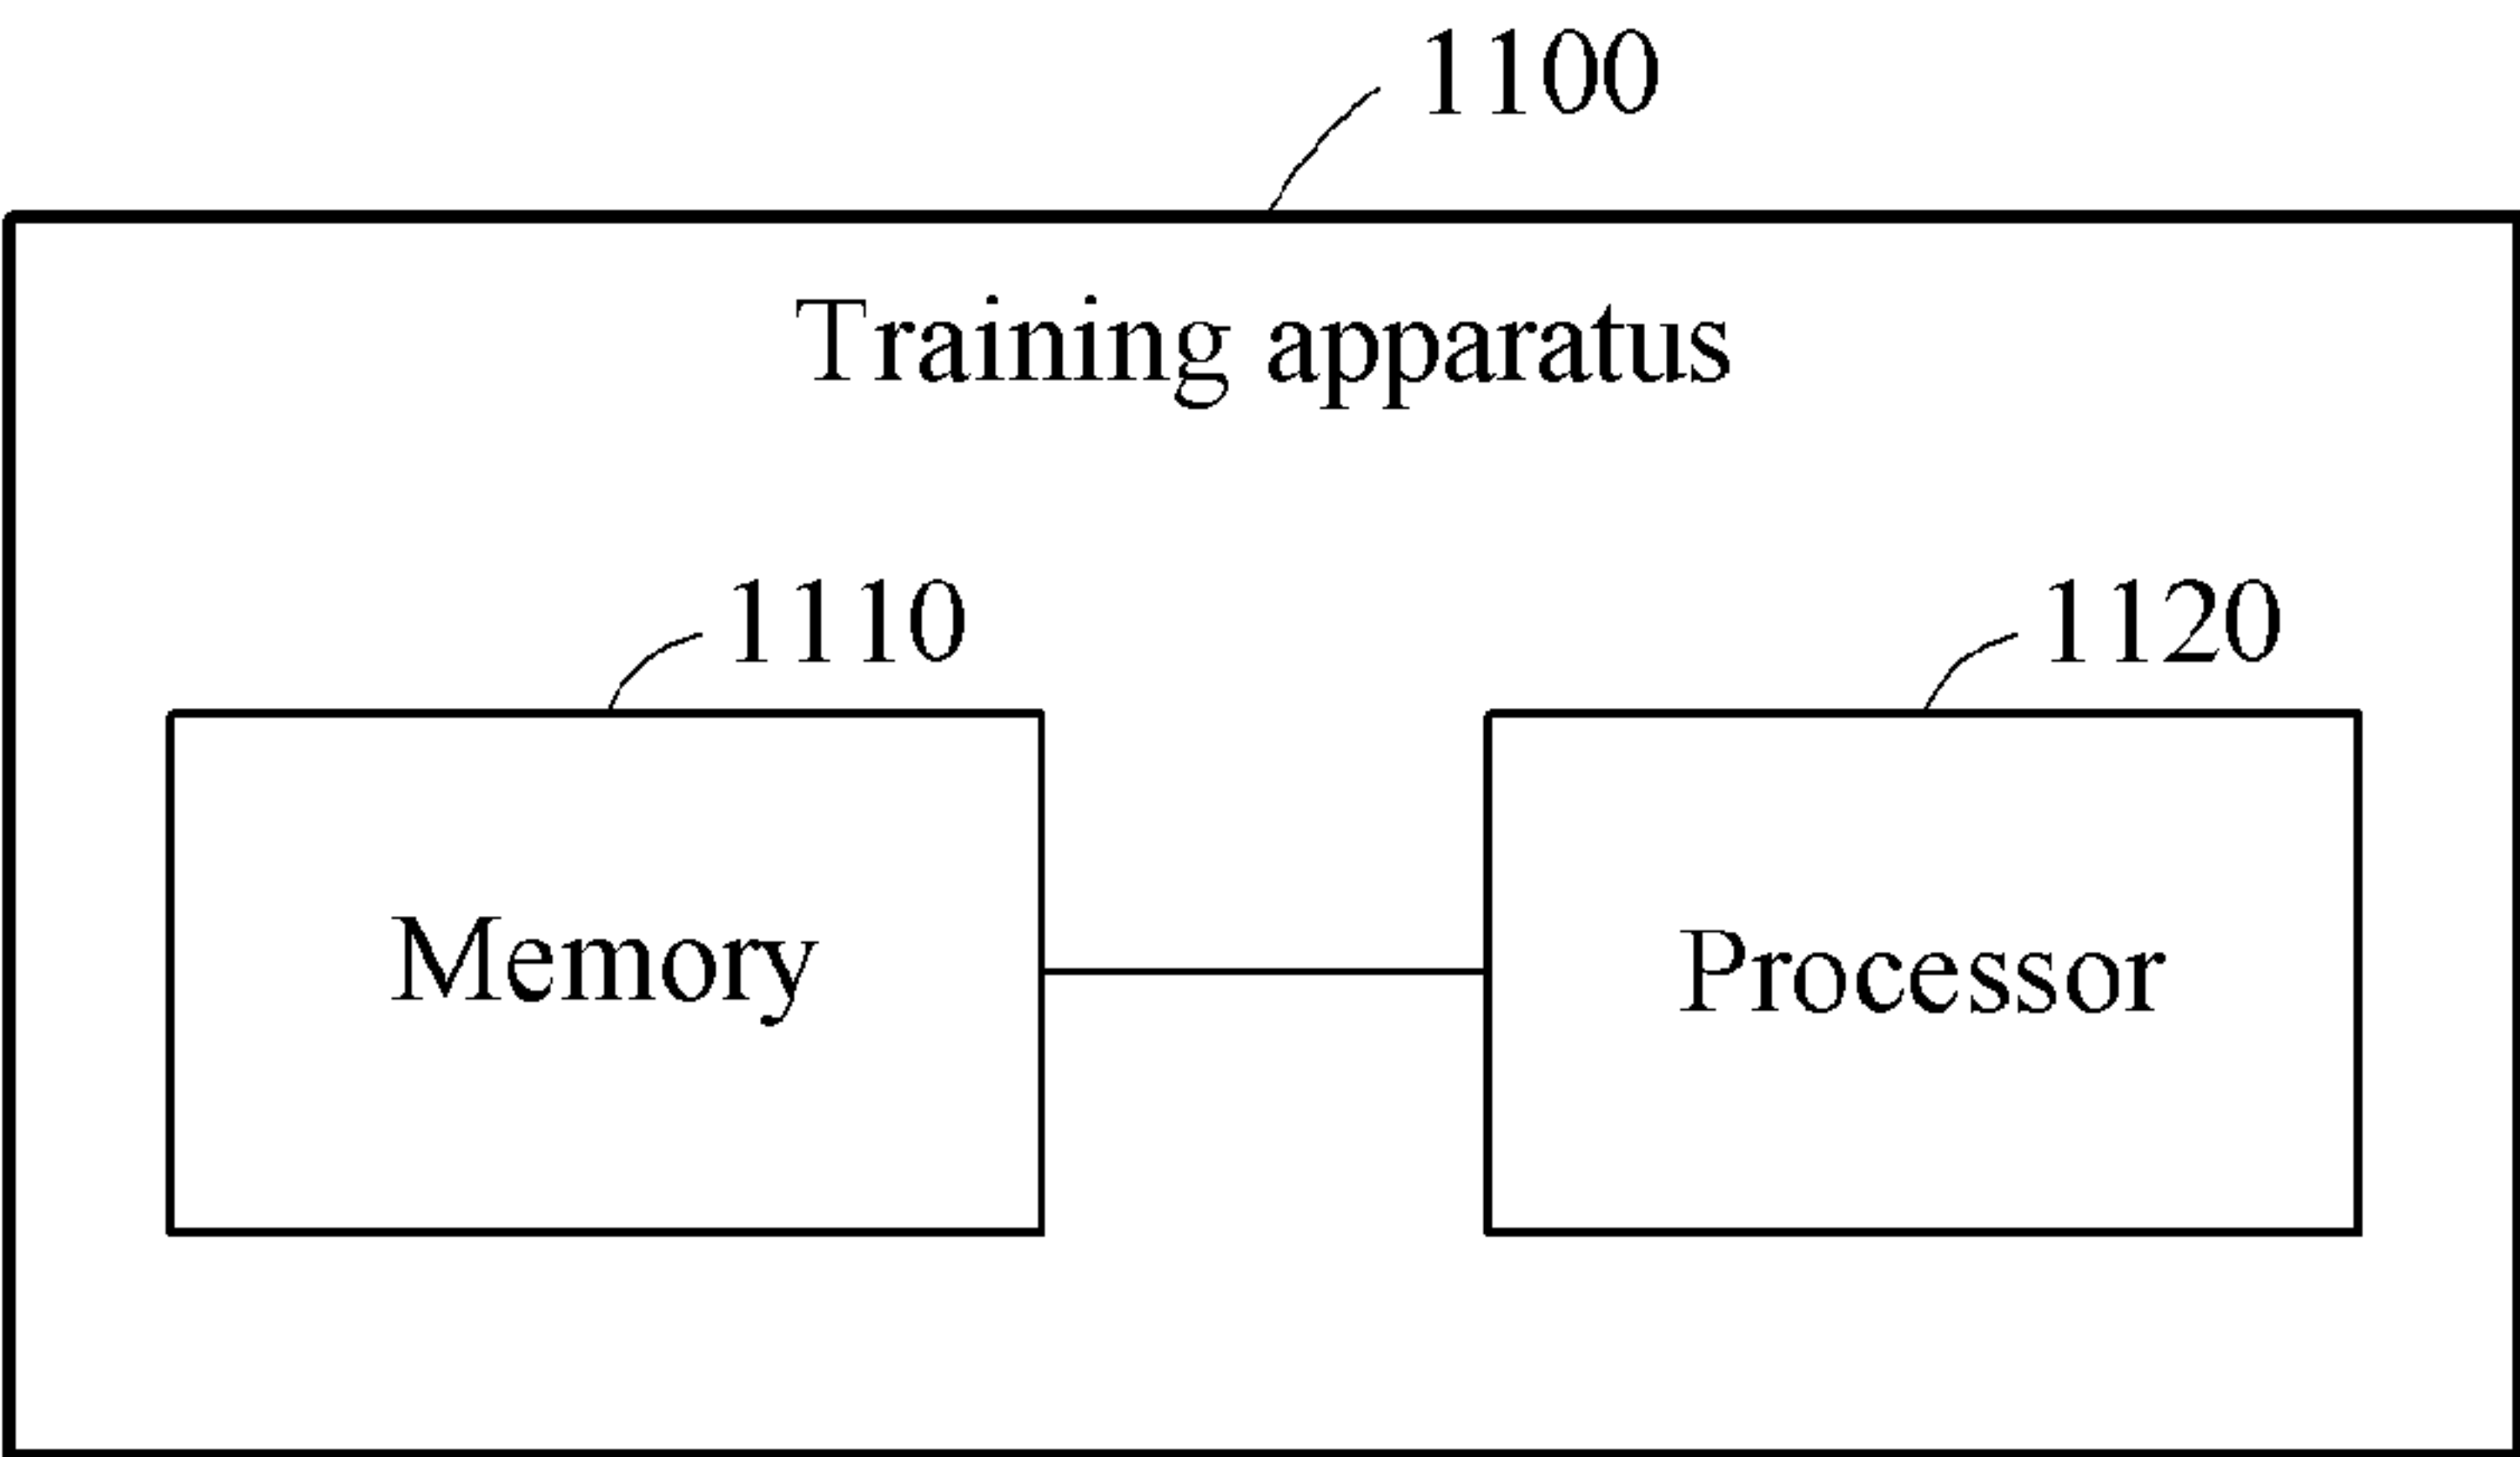 1100
Training apparatus
1110
1120
Memory
Processor